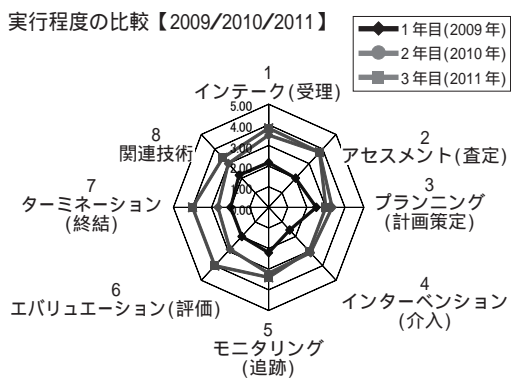 実行程度の比較【2009/2010/2011】
1年目(2009年)
2年目(2010年)
3年目(2011年)
1
インテーク(受理)
5.00
4.00
3.00
2.00
1.00
0.00
2
アセスメント(査定)
3
プランニング
(計画策定)
4
インターベンション
(介入)
5
モニタリング
(追跡)
6
エバリュエーション(評価)
7
ターミネーション
(終結)
8
関連技術